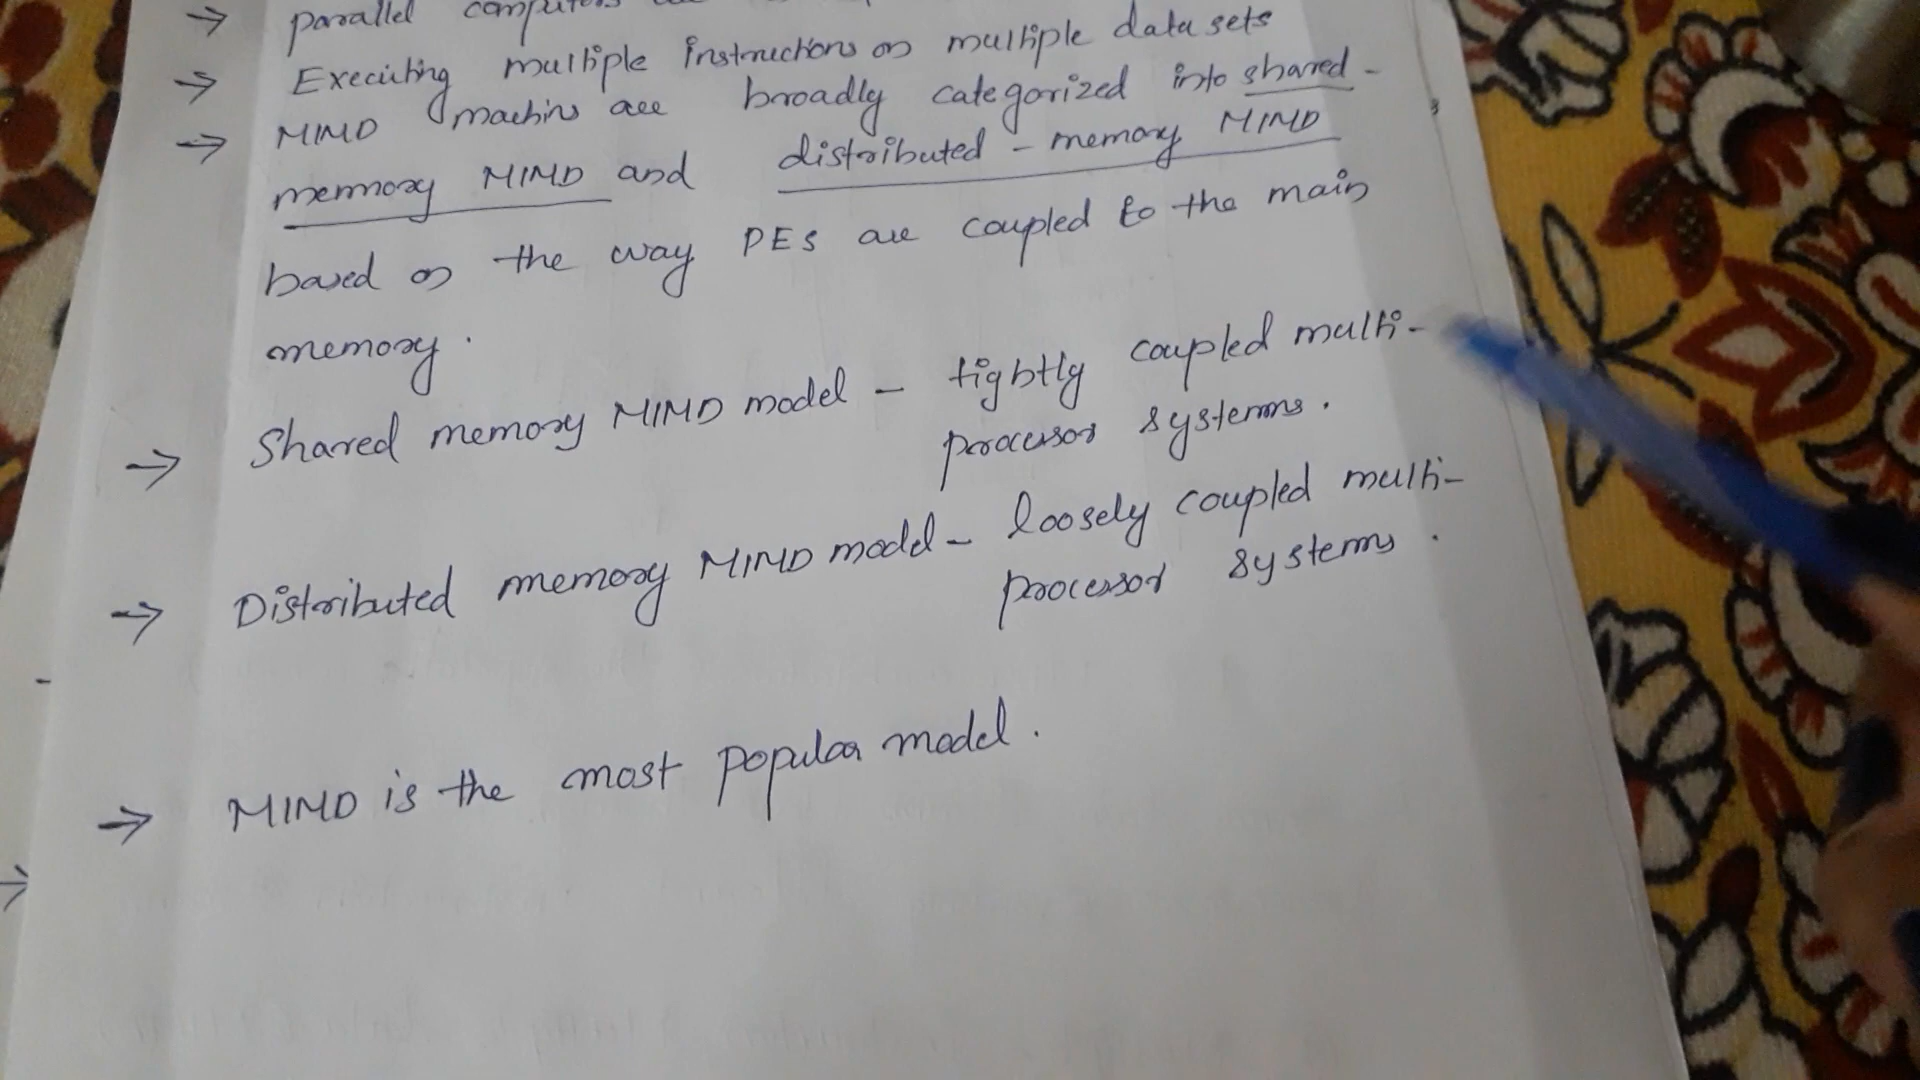 → parallel computers
→ Executing multiple instructions on multiple data sets
→ MIMD machins are broadly categorized into shared-
memory MIMD and distributed - memory MIMD
based on the way PEs are coupled to the main
memory.
→ Shared memory MIMD model - tightly coupled multi-
processor systems.
→ Distributed memory MIMD model - loosely coupled multi-
processor systems.
→ MIMD is the most popular model.